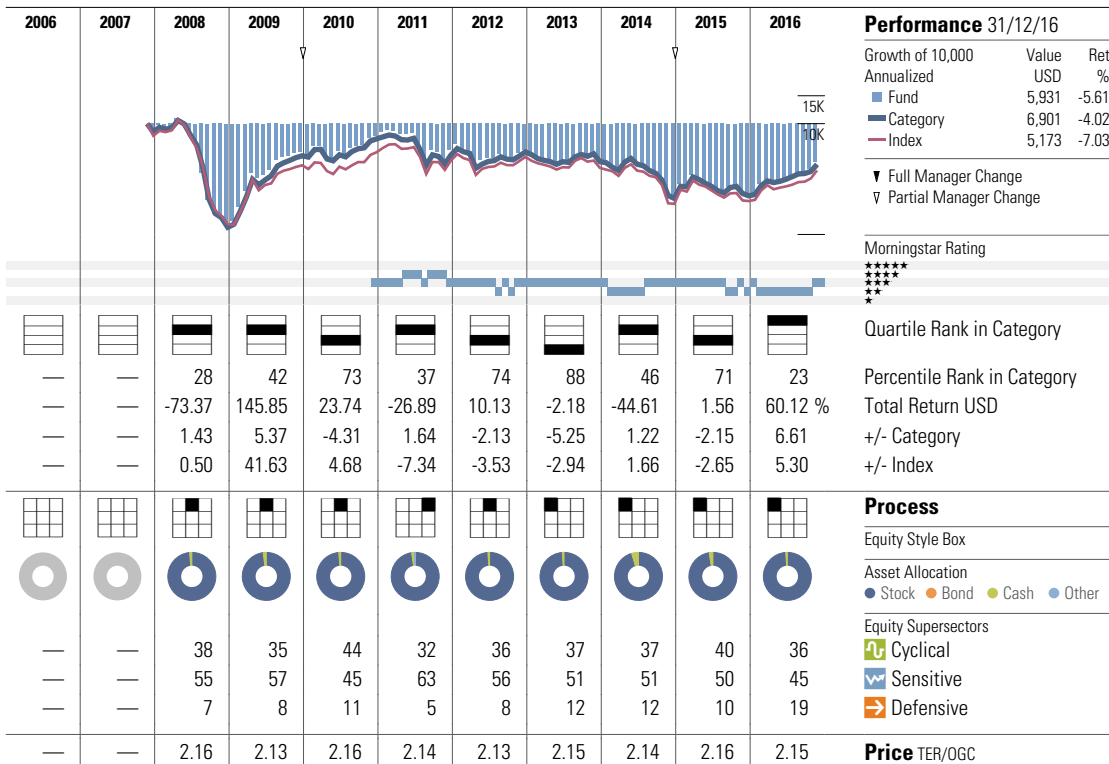 2006 2007 2008 2009 2010 2011 2012 2013 2014 2015 2016
Performance 31/12/16
Growth of 10,000 Value Ret
Annualized USD %
Fund 5,931 -5.61
Category 6,901 -4.02
Index 5,173 -7.03
15K
10K
▼ Full Manager Change
▽ Partial Manager Change
Morningstar Rating
★★★★★
★★★★
★★★
★★
★
Quartile Rank in Category
— — 28 42 73 37 74 88 46 71 23 Percentile Rank in Category
— — -73.37 145.85 23.74 -26.89 10.13 -2.18 -44.61 1.56 60.12 % Total Return USD
— — 1.43 5.37 -4.31 1.64 -2.13 -5.25 1.22 -2.15 6.61 +/- Category
— — 0.50 41.63 4.68 -7.34 -3.53 -2.94 1.66 -2.65 5.30 +/- Index
Process
Equity Style Box
Asset Allocation
Stock Bond Cash Other
Equity Supersectors
— — 38 35 44 32 36 37 37 40 36 Cyclical
— — 55 57 45 63 56 51 51 50 45 Sensitive
— — 7 8 11 5 8 12 12 10 19 Defensive
— — 2.16 2.13 2.16 2.14 2.13 2.15 2.14 2.16 2.15 Price TER/OGC